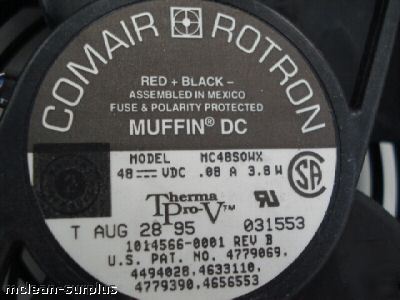 COMAIR ROTRON
RED + BLACK -
ASSEMBLED IN MEXICO
FUSE & POLARITY PROTECTED
MUFFIN® DC
MODEL MC48S0WX
48 VDC .08 A 3.8 W
Therma Pro-V™
T AUG 28 95 031553
1014566-0001 REV B
U.S. PAT. NO. 4779069,
4494028,4633110,
4779390,4656553
mclean-surplus